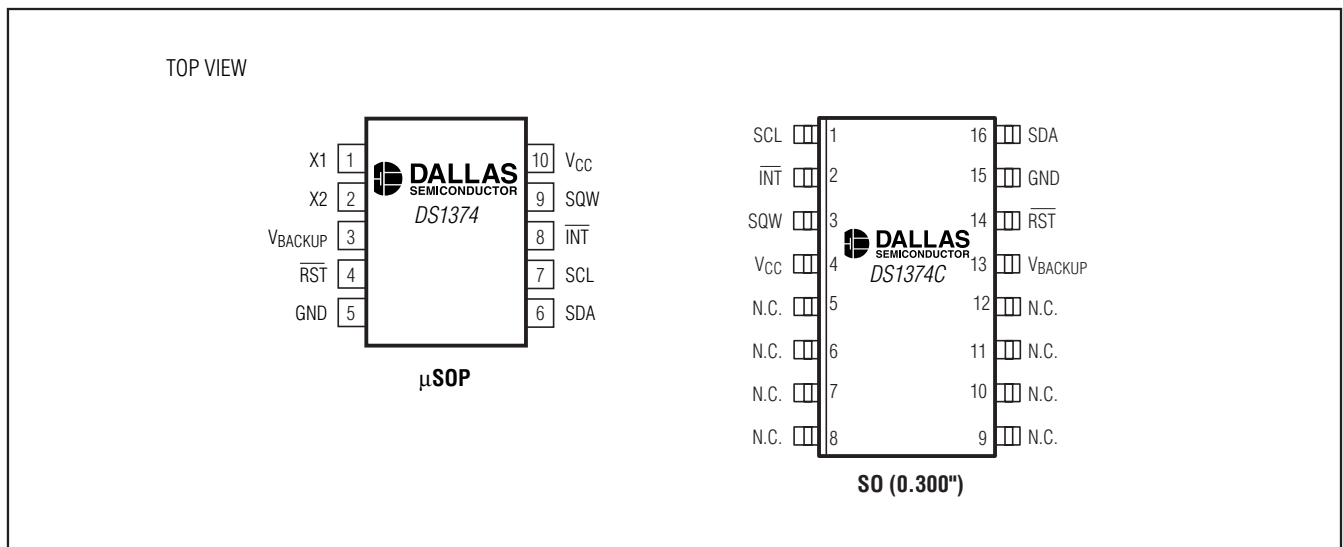 TOP VIEW
X1 1
X2 2
VBACKUP 3
RST 4
GND 5
10 VCC
9 SQW
8 INT
7 SCL
6 SDA
DALLAS
SEMICONDUCTOR
DS1374
μSOP
SCL 1
INT 2
SQW 3
VCC 4
N.C. 5
N.C. 6
N.C. 7
N.C. 8
16 SDA
15 GND
14 RST
13 VBACKUP
12 N.C.
11 N.C.
10 N.C.
9 N.C.
DALLAS
SEMICONDUCTOR
DS1374C
SO (0.300")